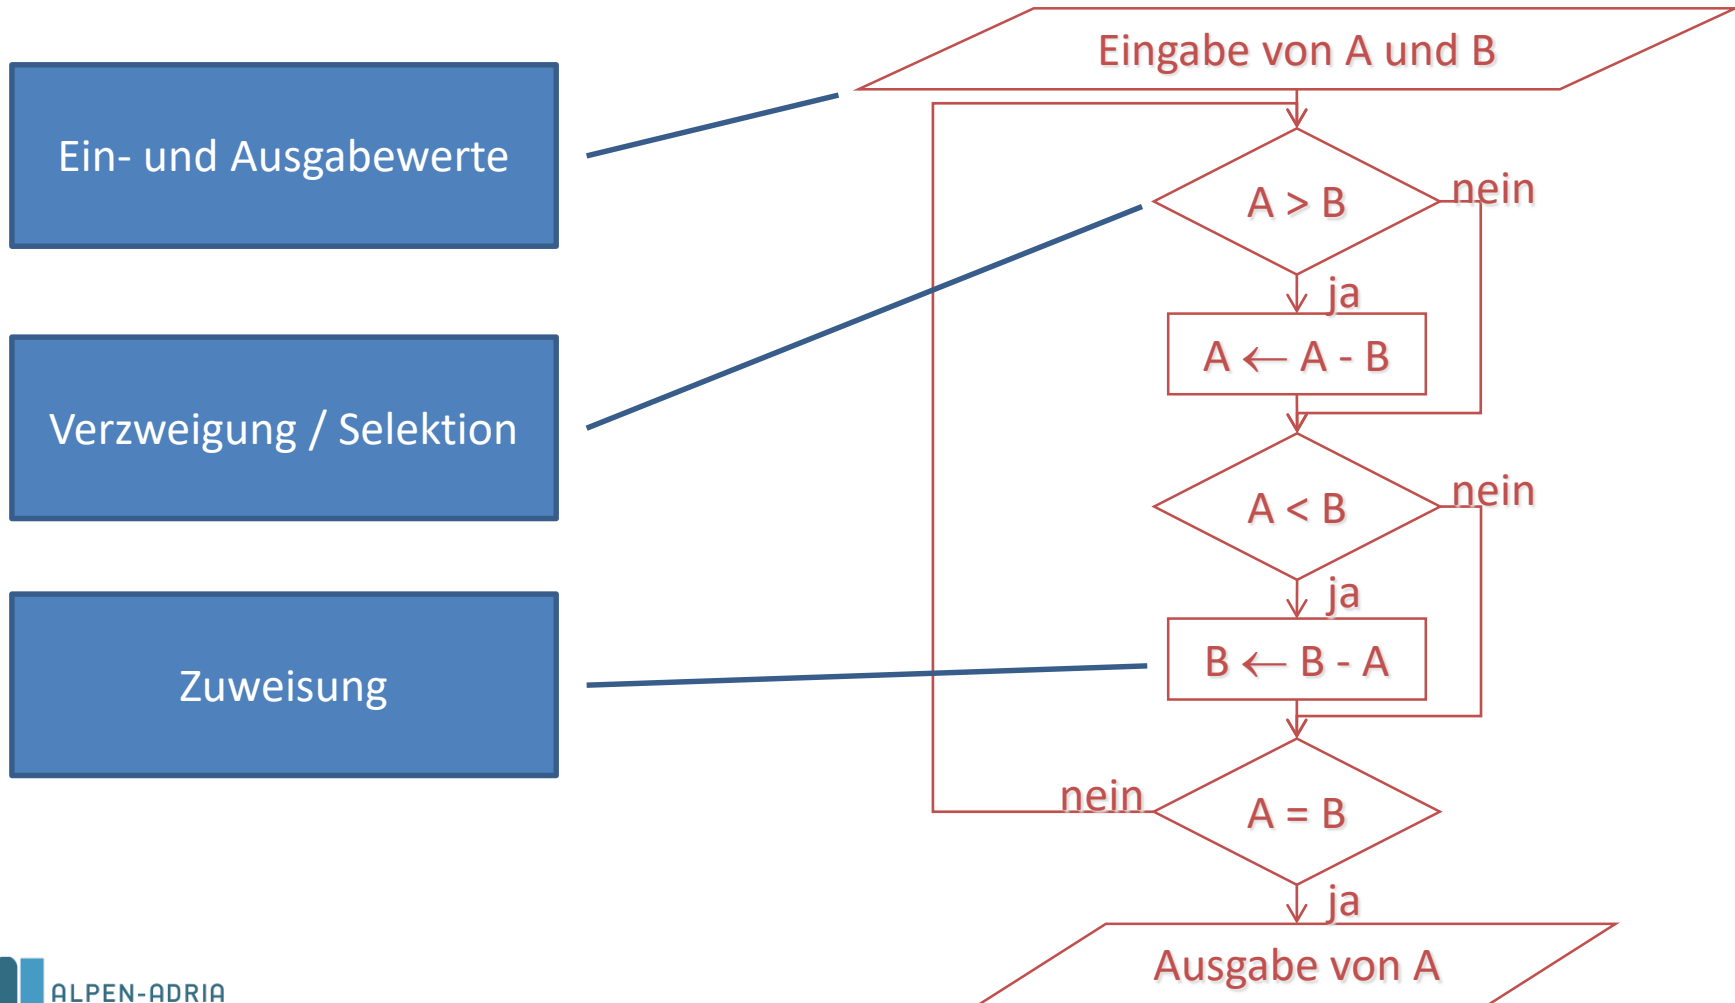 Ein- und Ausgabewerte
Verzweigung / Selektion
Zuweisung
Eingabe von A und B
A > B
nein
ja
A ← A - B
A < B
nein
ja
B ← B - A
A = B
nein
ja
Ausgabe von A
ALPEN-ADRIA